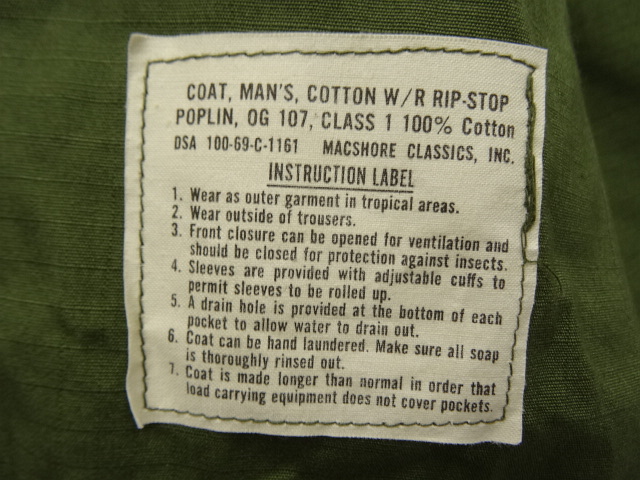 COAT, MAN'S, COTTON W/R RIP-STOP
POPLIN, OG 107, CLASS 1 100% Cotton
DSA 100-69-C-1161 MACSHORE CLASSICS, INC.
INSTRUCTION LABEL
1. Wear as outer garment in tropical areas.
2. Wear outside of trousers.
3. Front closure can be opened for ventilation and
should be closed for protection against insects.
4. Sleeves are provided with adjustable cuffs to
permit sleeves to be rolled up.
5. A drain hole is provided at the bottom of each
pocket to allow water to drain out.
6. Coat can be hand laundered. Make sure all soap
is thoroughly rinsed out.
7. Coat is made longer than normal in order that
load carrying equipment does not cover pockets.